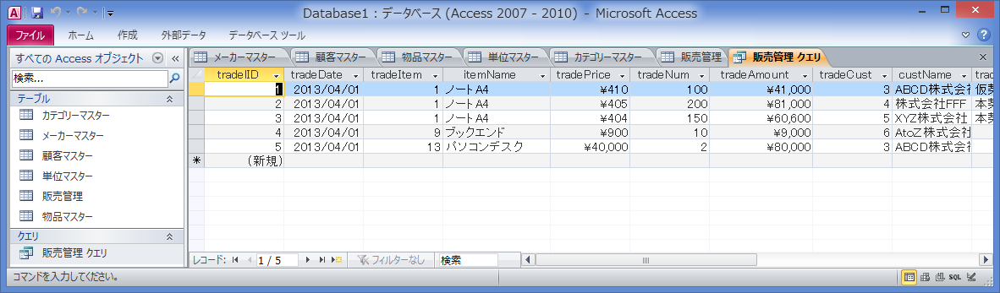 Database1 : データベース (Access 2007 - 2010) - Microsoft Access
ファイル ホーム 作成 外部データ データベース ツール
すべての Access オブジェクト
検索...
テーブル
カテゴリーマスター
メーカーマスター
顧客マスター
単位マスター
販売管理
物品マスター
クエリ
販売管理 クエリ
メーカーマスター 顧客マスター 物品マスター 単位マスター カテゴリーマスター 販売管理 販売管理 クエリ
tradeIID tradeDate tradeItem itemName tradePrice tradeNum tradeAmount tradeCust custName
1 2013/04/01 1 ノートA4 ¥410 100 ¥41,000 3 ABCD株式会社
2 2013/04/01 1 ノートA4 ¥405 200 ¥81,000 4 株式会社FFF
3 2013/04/01 1 ノートA4 ¥404 150 ¥60,600 5 XYZ株式会社
4 2013/04/01 9 ブックエンド ¥900 10 ¥9,000 6 AtoZ株式会社
5 2013/04/01 13 パソコンデスク ¥40,000 2 ¥80,000 3 ABCD株式会社
* (新規)
レコード: 1 / 5 フィルターなし 検索
コマンドを入力してください。 SQL